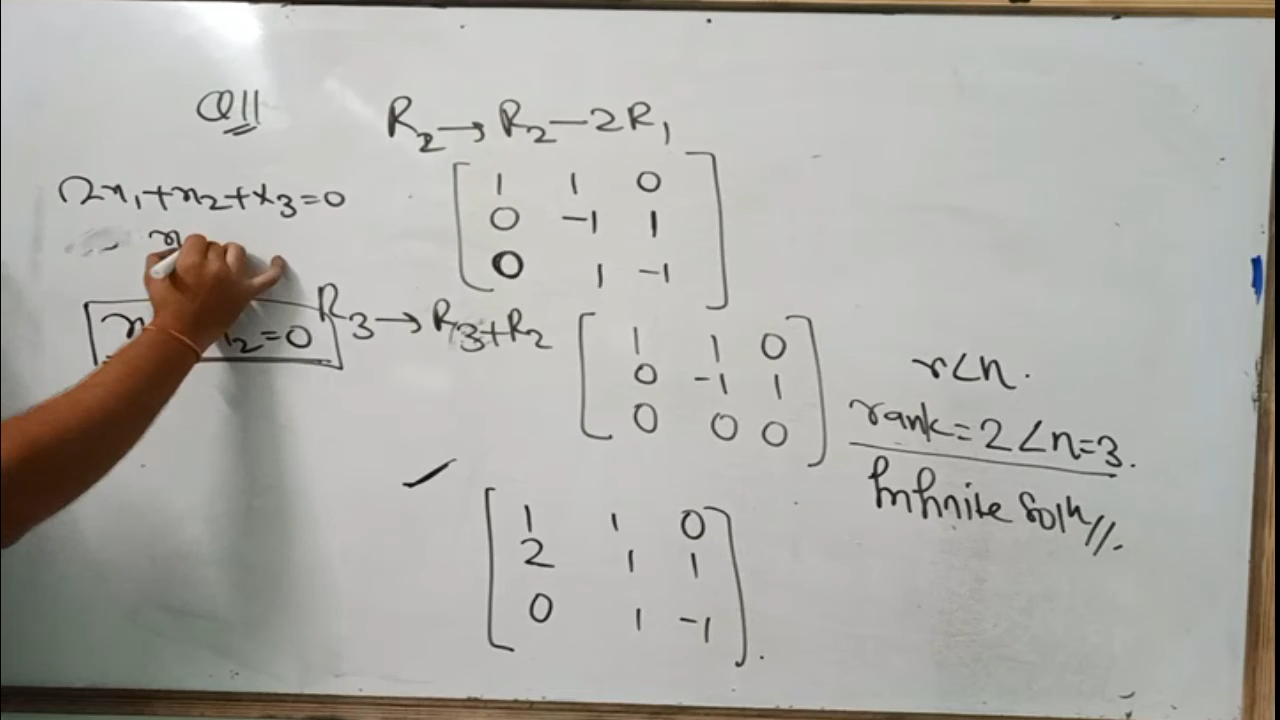 Q11
R₂→R₂-2R₁
2x₁+x₂+x₃=0
1 1 0
0 -1 1
0 1 -1
x
R₃→R₃+R₂
₂=0
1 1 0
0 -1 1
0 0 0
r<n.
rank=2<n=3.
Infinite Solⁿ//.
1 1 0
2 1 1
0 1 -1